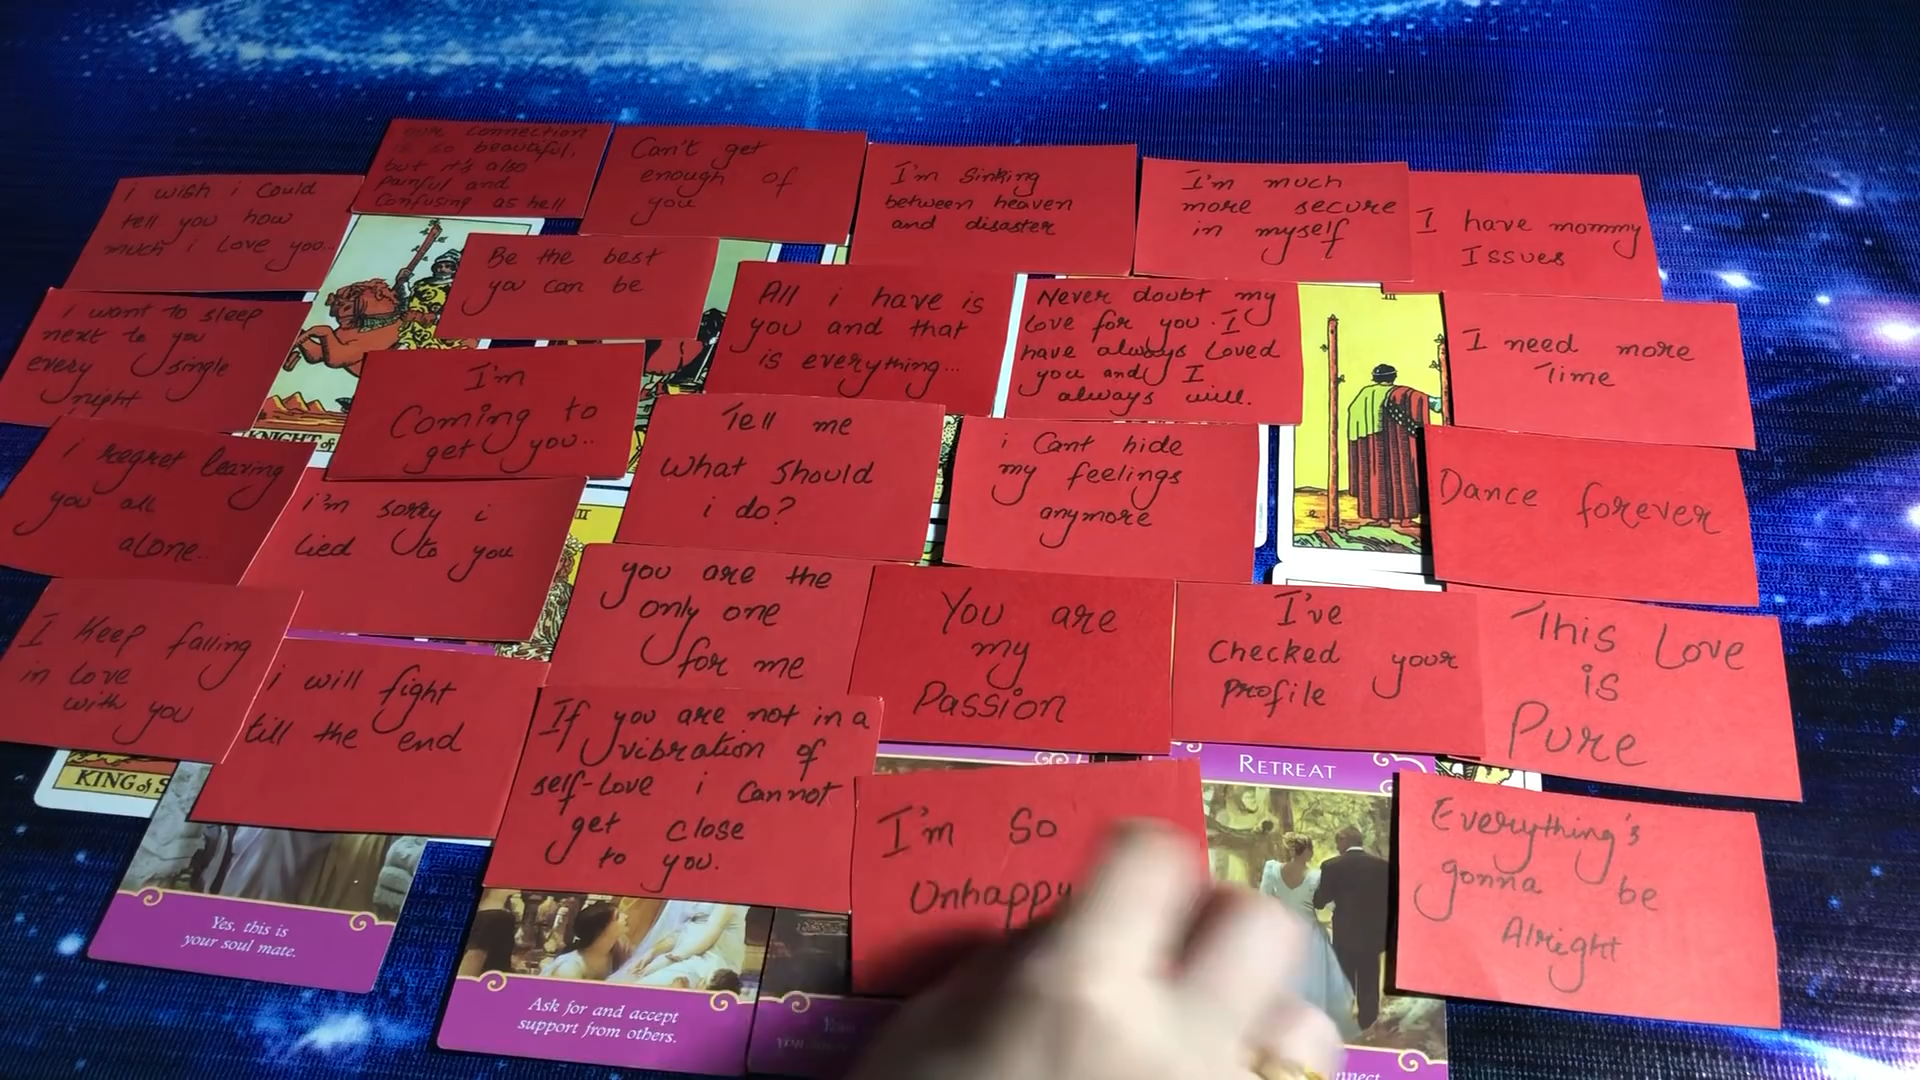 our connection
is so beautiful,
but it's also
painful and
confusing as hell
Can't get
enough of
you
I'm Sinking
between heaven
and disaster
I'm much
more secure
in myself
I have mommy
Issues
i wish i could
tell you how
much i love you...
Be the best
you can be
All i have is
you and that
is everything...
Never doubt my
love for you. I
have always loved
you and I
always will.
III
I need more
Time
i want to sleep
next to you
every single
night
I'm
Coming to
get you..
KNIGHT of
Tell me
what should
i do?
i Cant hide
my feelings
anymore
Dance forever
i regret leaving
you all
alone..
i'm sorry i
lied to you
III
you are the
only one
for me
You are
my
Passion
I've
checked your
profile
This Love
is
Pure
I Keep falling
in love
with you
i will fight
till the end
If you are not in a
vibration of
self-love i cannot
get close
to you.
I'm So
Unhappy
RETREAT
Everything's
gonna be
Alright
KING of S
Yes, this is
your soul mate.
Ask for and accept
support from others.